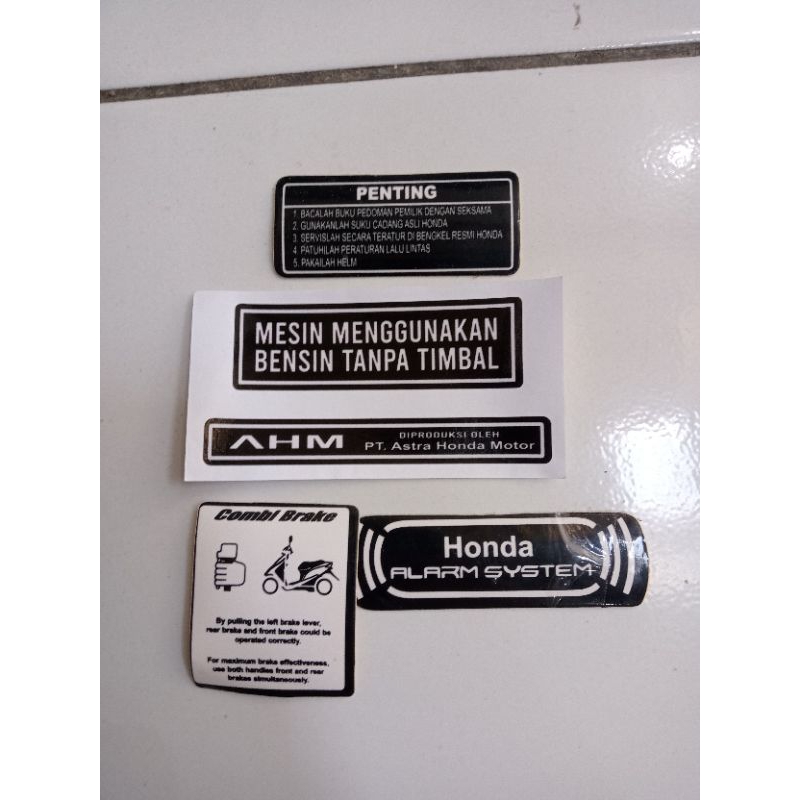 PENTING
1. BACALAH BUKU PEDOMAN PEMILIK DENGAN SEKSAMA
2. GUNAKANLAH SUKU CADANG ASLI HONDA
3. SERVISLAH SECARA TERATUR DI BENGKEL RESMI HONDA
4. PATUHILAH PERATURAN LALU LINTAS
5. PAKAILAH HELM
MESIN MENGGUNAKAN
BENSIN TANPA TIMBAL
AHM
DIPRODUKSI OLEH
PT. Astra Honda Motor
Combi Brake
By pulling the left brake lever,
rear brake and front brake could be
operated correctly.
For maximum brake effectiveness,
use both handles front and rear
brakes simultaneously.
Honda
ALARM SYSTEM